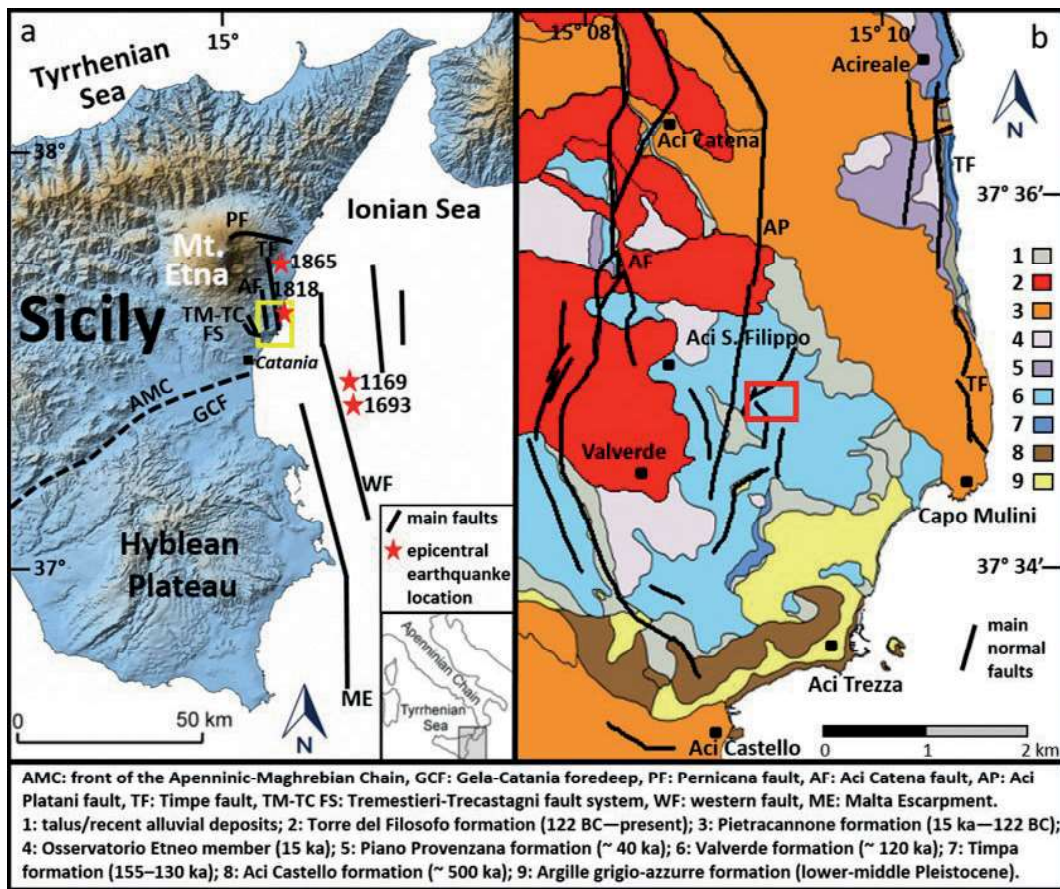 a
15°
Tyrrhenian
Sea
38°
Ionian Sea
PF
Mt.
Etna
TF
1865
AF
1818
Sicily
TM-TC
FS
Catania
1169
1693
AMC
GCF
WF
37°
Hyblean
Plateau
main faults
epicentral
earthquanke
location
0
50 km
N
ME
Apenninian Chain
Tyrrhenian
Sea
b
15° 08'
15° 10'
Acireale
N
Aci Catena
TF
37° 36'
AP
AF
1
2
3
4
5
6
7
8
9
Aci S. Filippo
TF
Valverde
Capo Mulini
37° 34'
main
normal
faults
Aci Trezza
Aci Castello
0
1
2 km
AMC: front of the Apenninic-Maghrebian Chain, GCF: Gela-Catania foredeep, PF: Pernicana fault, AF: Aci Catena fault, AP: Aci
Platani fault, TF: Timpe fault, TM-TC FS: Tremestieri-Trecastagni fault system, WF: western fault, ME: Malta Escarpment.
1: talus/recent alluvial deposits; 2: Torre del Filosofo formation (122 BC—present); 3: Pietracannone formation (15 ka—122 BC);
4: Osservatorio Etneo member (15 ka); 5: Piano Provenzana formation (~ 40 ka); 6: Valverde formation (~ 120 ka); 7: Timpa
formation (155–130 ka); 8: Aci Castello formation (~ 500 ka); 9: Argille grigio-azzurre formation (lower-middle Pleistocene).